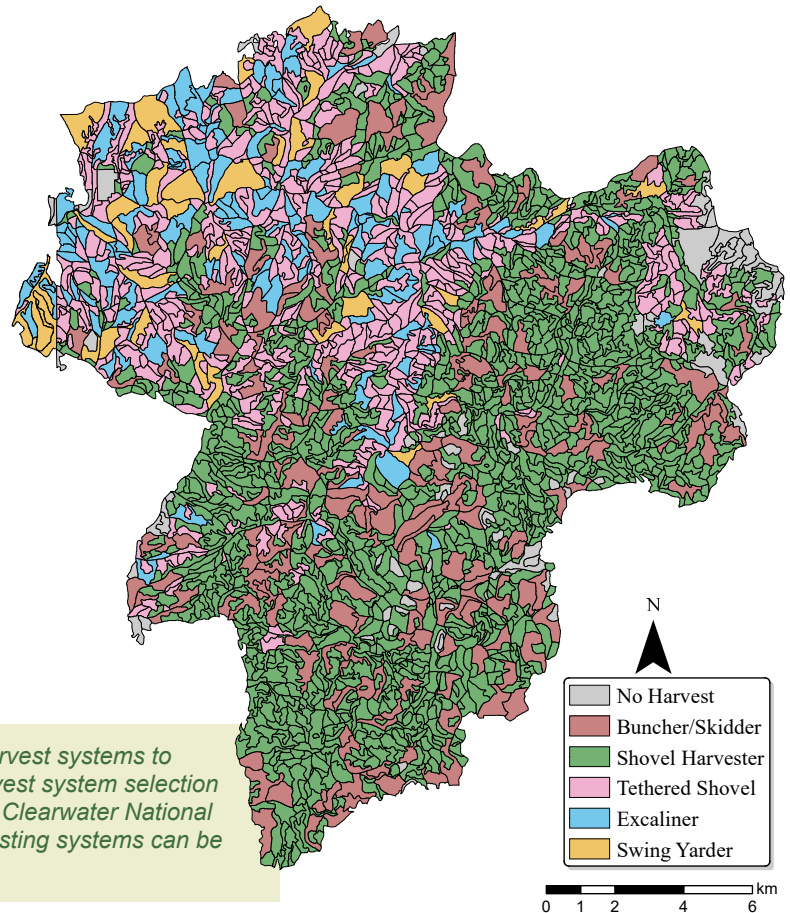 N
No Harvest
Buncher/Skidder
Shovel Harvester
Tethered Shovel
Excaliner
Swing Yarder
km
0 1 2 4 6
rvest systems to
vest system selection
Clearwater National
sting systems can be